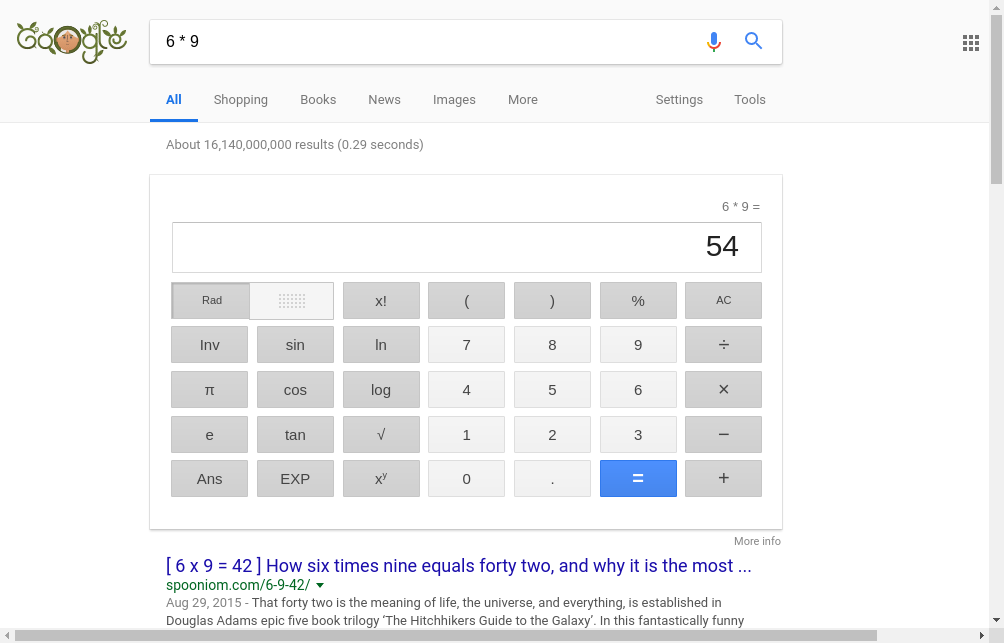 Google
6 * 9
All Shopping Books News Images More Settings Tools
About 16,140,000,000 results (0.29 seconds)
6 * 9 =
54
Rad x! ( ) % AC
Inv sin ln 7 8 9 ÷
π cos log 4 5 6 ×
e tan √ 1 2 3 −
Ans EXP xʸ 0 . = +
More info
[ 6 x 9 = 42 ] How six times nine equals forty two, and why it is the most ...
spooniom.com/6-9-42/
Aug 29, 2015 - That forty two is the meaning of life, the universe, and everything, is established in
Douglas Adams epic five book trilogy ‘The Hitchhikers Guide to the Galaxy’. In this fantastically funny